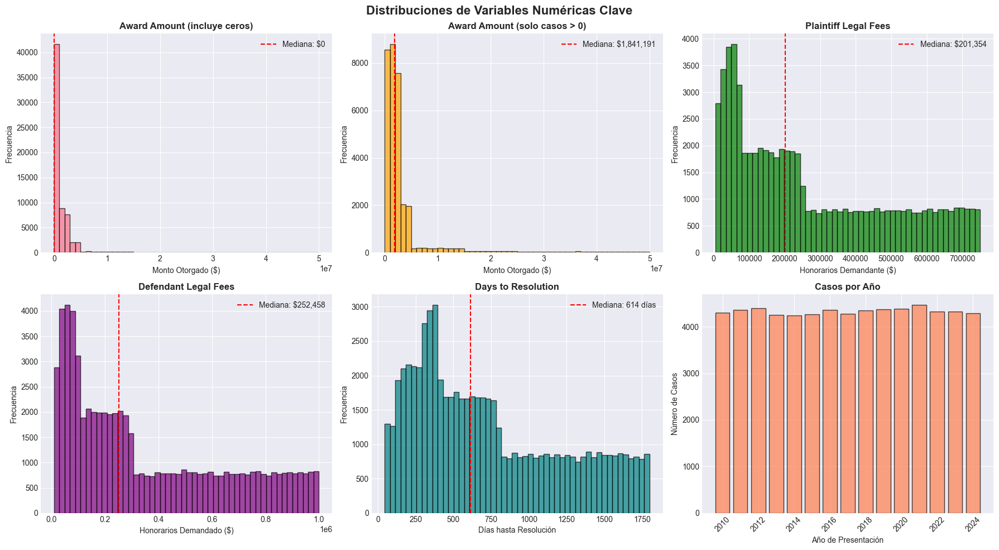 Distribuciones de Variables Numéricas Clave
Award Amount (incluye ceros)
Mediana: $0
40000
35000
30000
25000
20000
15000
10000
5000
0
Frecuencia
0 1 2 3 4 5
1e7
Monto Otorgado ($)
Award Amount (solo casos > 0)
Mediana: $1,841,191
8000
6000
4000
2000
0
Frecuencia
0 1 2 3 4 5
1e7
Monto Otorgado ($)
Plaintiff Legal Fees
Mediana: $201,354
4000
3500
3000
2500
2000
1500
1000
500
0
Frecuencia
0 100000 200000 300000 400000 500000 600000 700000
Honorarios Demandante ($)
Defendant Legal Fees
Mediana: $252,458
4000
3500
3000
2500
2000
1500
1000
500
0
Frecuencia
0.0 0.2 0.4 0.6 0.8 1.0
1e6
Honorarios Demandado ($)
Days to Resolution
Mediana: 614 días
3000
2500
2000
1500
1000
500
0
Frecuencia
0 250 500 750 1000 1250 1500 1750
Días hasta Resolución
Casos por Año
4000
3000
2000
1000
0
Número de Casos
2010 2012 2014 2016 2018 2020 2022 2024
Año de Presentación